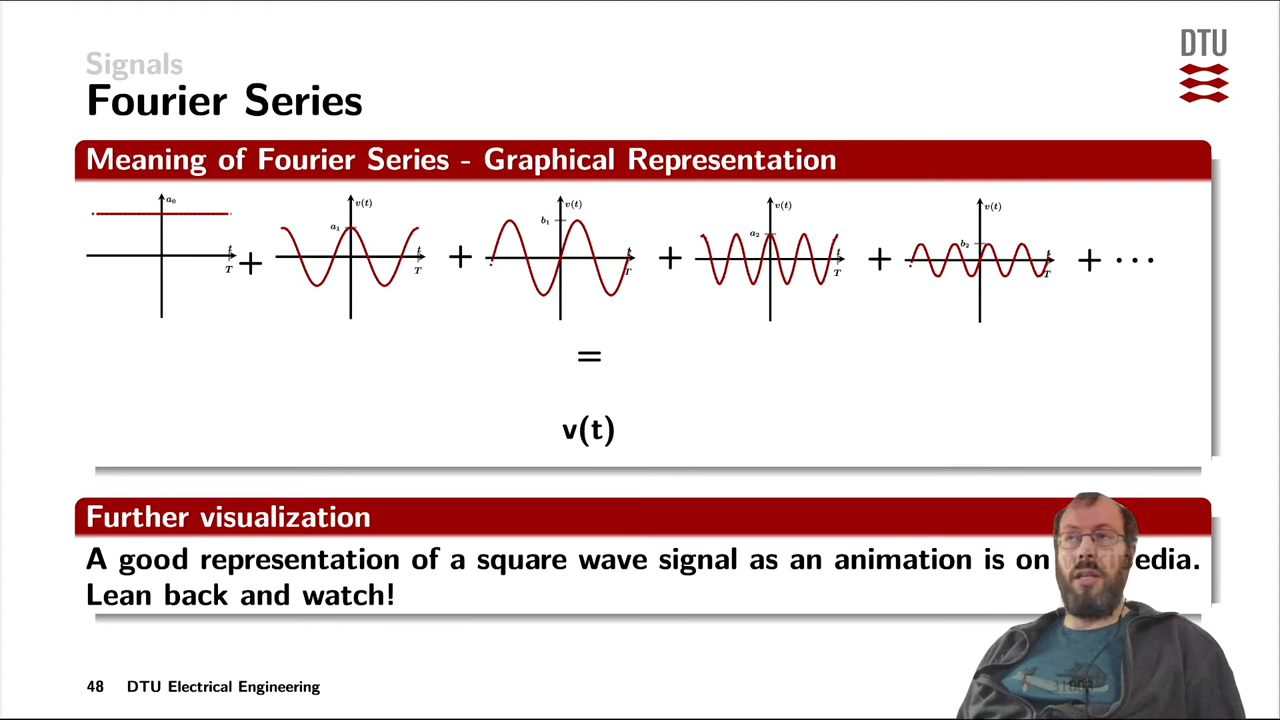 Signals
DTU
Fourier Series
Meaning of Fourier Series - Graphical Representation
a₀ t T + v(t) a₁ t T + v(t) b₁ t T + v(t) a₂ t T + v(t) b₂ t T + ···
=
v(t)
Further visualization
A good representation of a square wave signal as an animation is on edia.
Lean back and watch!
31003
48 DTU Electrical Engineering